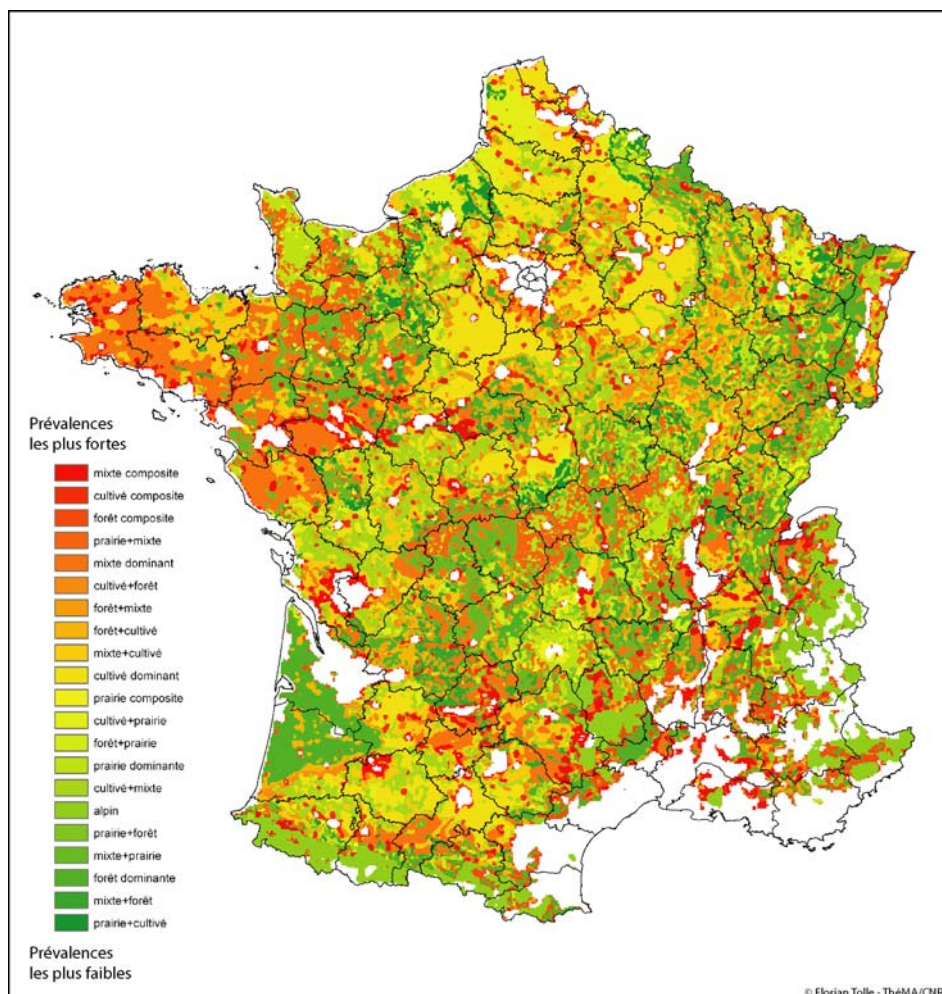 Prévalences
les plus fortes
mixte composite
cultivé composite
forêt composite
prairie+mixte
mixte dominant
cultivé+forêt
forêt+mixte
forêt+cultivé
mixte+cultivé
cultivé dominant
prairie composite
cultivé+prairie
forêt+prairie
prairie dominante
cultivé+mixte
alpin
prairie+forêt
mixte+prairie
forêt dominante
mixte+forêt
prairie+cultivé
Prévalences
les plus faibles
© Florian Tolle - ThéMA/CNR